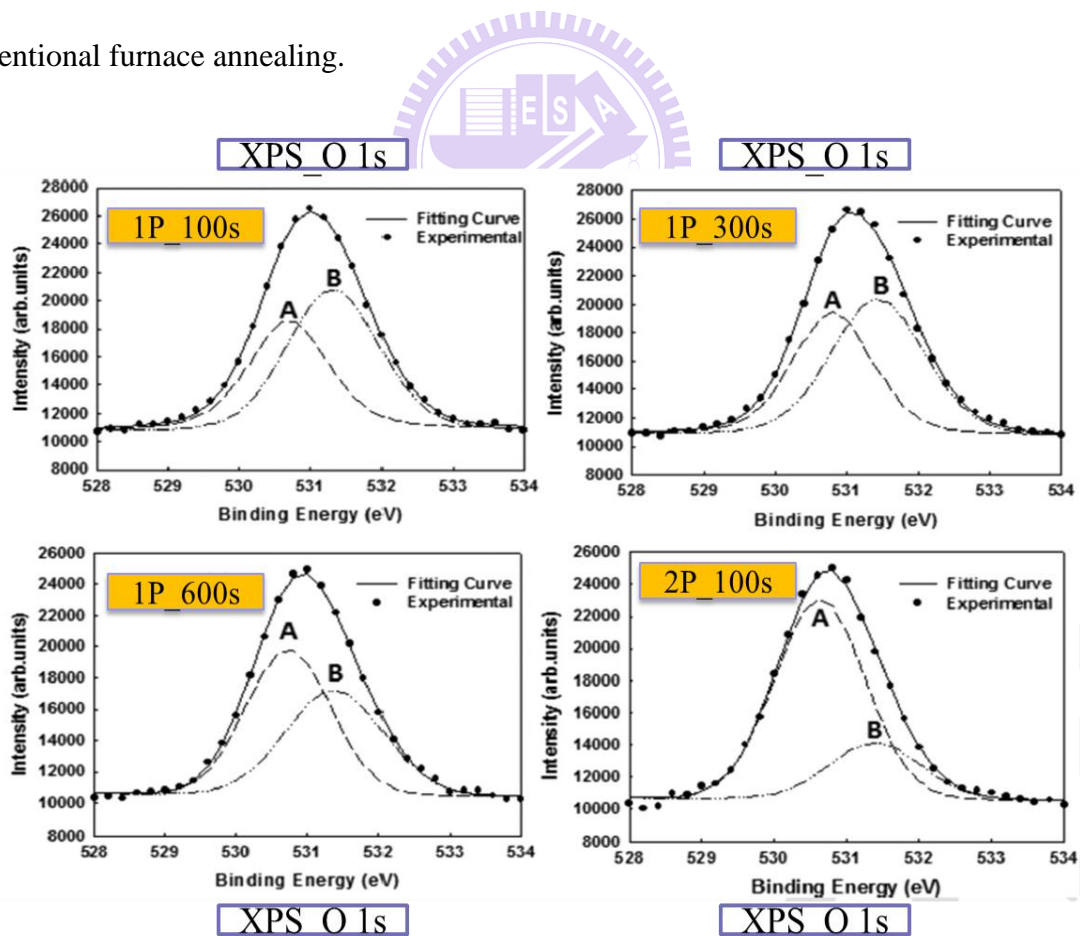 entional furnace annealing.
E S A
8
XPS_O 1s
XPS_O 1s
28000
26000
24000
22000
20000
18000
16000
14000
12000
10000
8000
Intensity (arb.units)
1P_100s
Fitting Curve
Experimental
A
B
528 529 530 531 532 533 534
Binding Energy (eV)
28000
26000
24000
22000
20000
18000
16000
14000
12000
10000
8000
Intensity (arb.units)
1P_300s
Fitting Curve
Experimental
A
B
528 529 530 531 532 533 534
Binding Energy (eV)
26000
24000
22000
20000
18000
16000
14000
12000
10000
8000
Intensity (arb.units)
1P_600s
Fitting Curve
Experimental
A
B
528 529 530 531 532 533 534
Binding Energy (eV)
26000
24000
22000
20000
18000
16000
14000
12000
10000
8000
Intensity (arb.units)
2P_100s
Fitting Curve
Experimental
A
B
528 529 530 531 532 533 534
Binding Energy (eV)
XPS_O 1s
XPS_O 1s